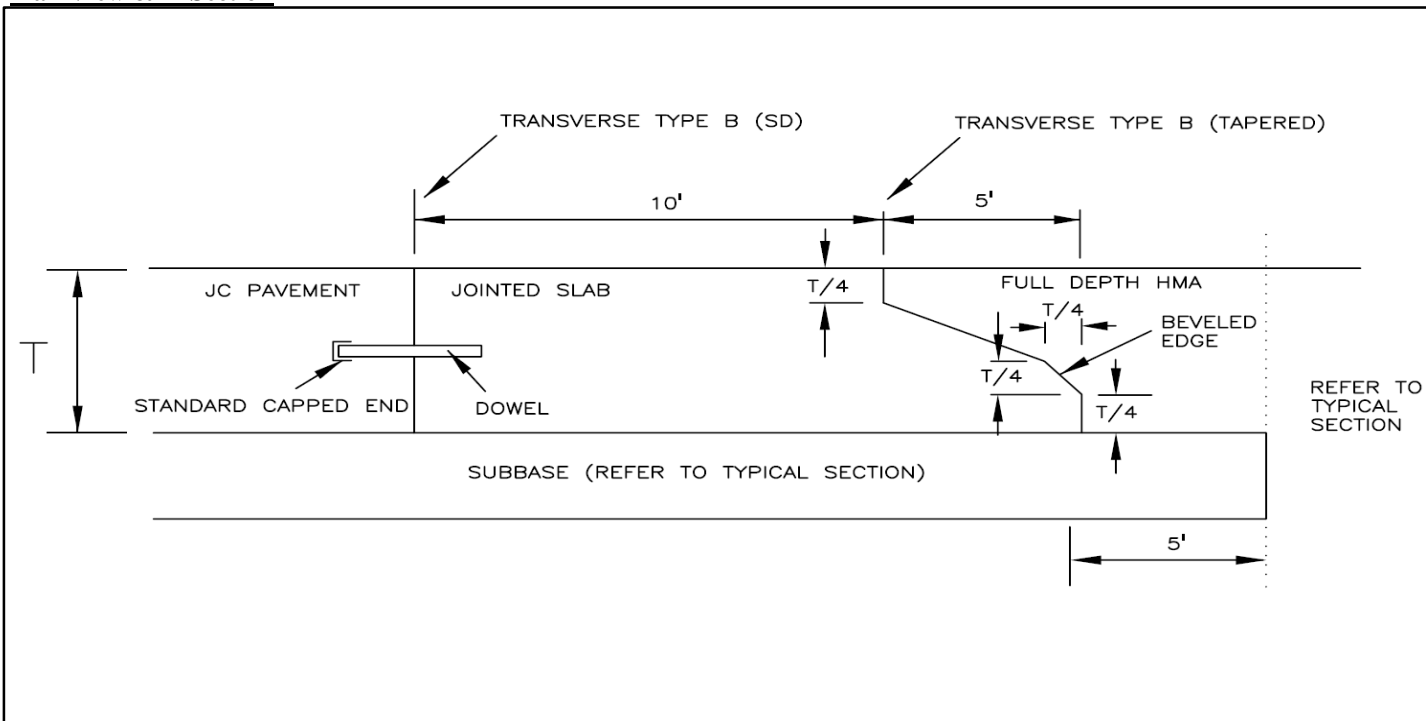 TRANSVERSE TYPE B (SD)
TRANSVERSE TYPE B (TAPERED)
10'
5'
T
JC PAVEMENT
JOINTED SLAB
T/4
FULL DEPTH HMA
T/4
BEVELED
EDGE
T/4
T/4
STANDARD CAPPED END
DOWEL
REFER TO
TYPICAL
SECTION
SUBBASE (REFER TO TYPICAL SECTION)
5'